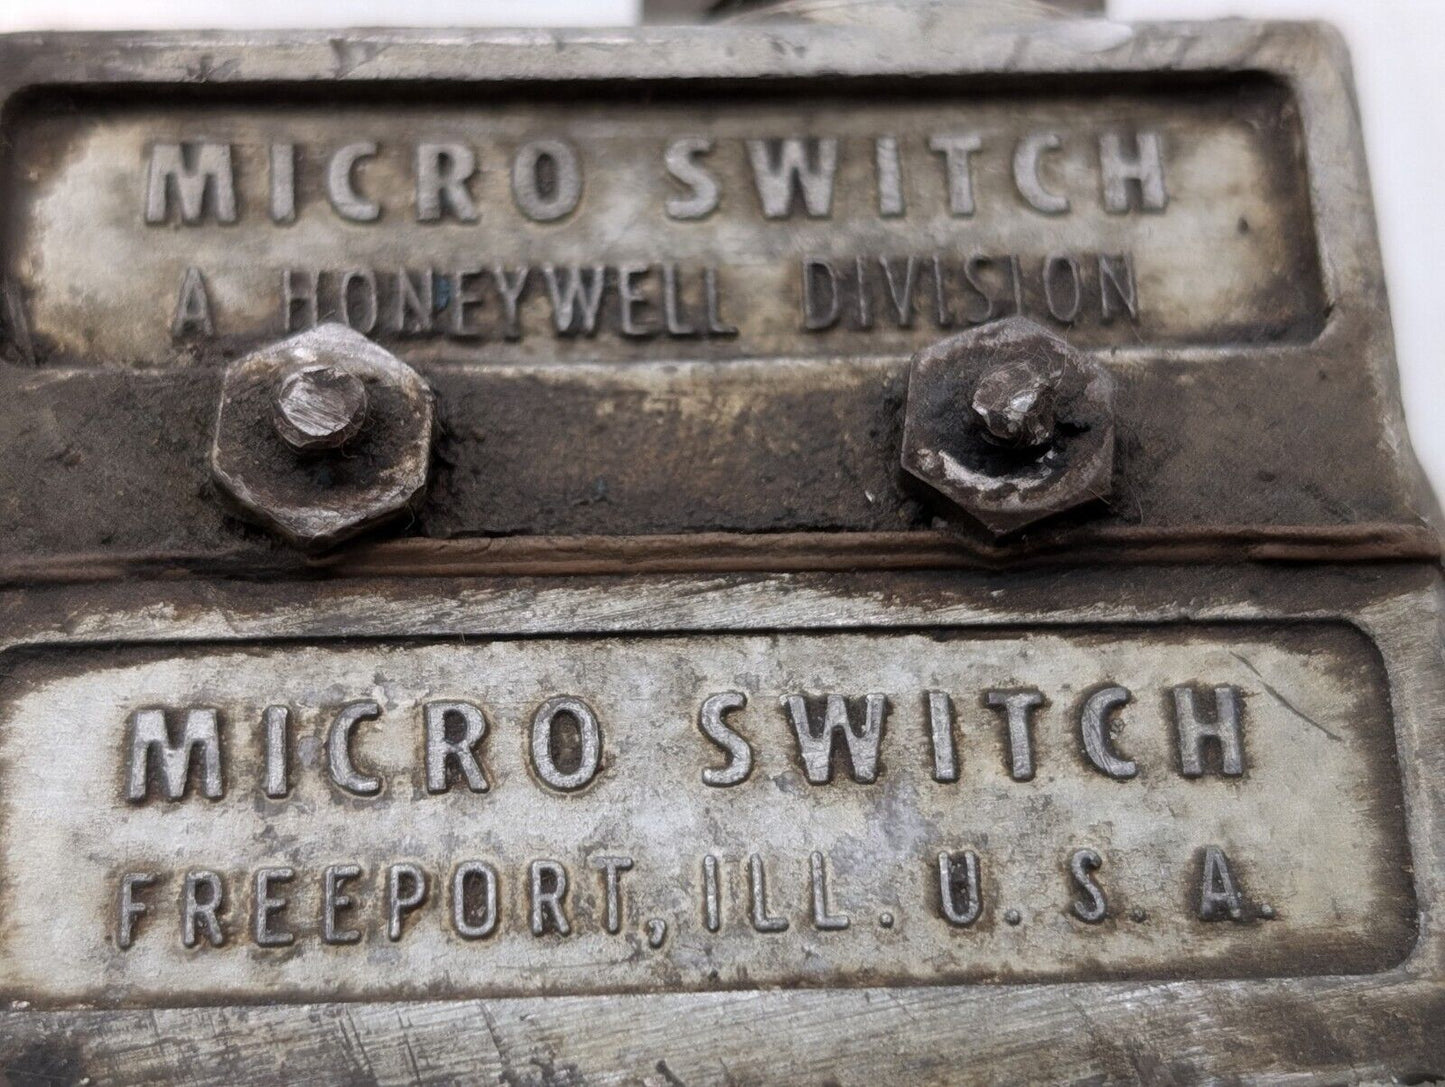 MICRO SWITCH
A HONEYWELL DIVISION
MICRO SWITCH
FREEPORT, ILL. U. S. A.